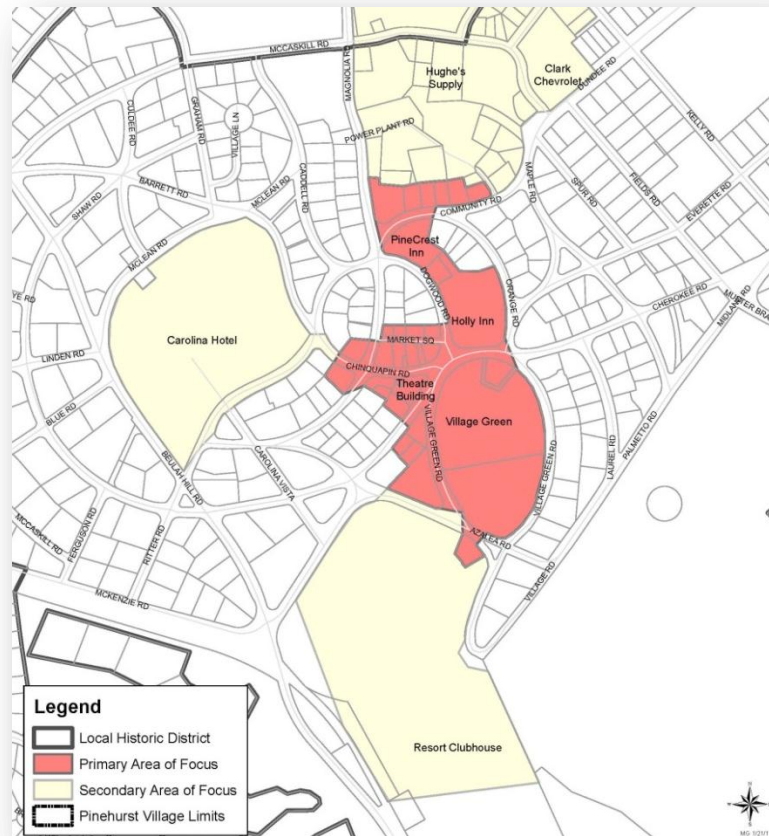 MCCASKILL RD
MAGNOLIA RD
Hughe's
Supply
Clark
Chevrolet
DUNDEE RD
CULDEE RD
GRAHAM RD
VILLAGE LN
CADDELL RD
POWER PLANT RD
KELLY RD
MAPLE RD
SPUR RD
FIELDS RD
EVERETTE RD
SHAW RD
BARRETT RD
MCLEAN RD
COMMUNITY RD
MCLEAN RD
PineCrest
Inn
DOGWOOD RD
ORANGE RD
CHEROKEE RD
MIDLAND RD
Holly Inn
Carolina Hotel
MARKET SQ
LINDEN RD
CHINQUAPIN RD
Theatre
Building
VILLAGE GREEN RD
Village Green
BLUE RD
BEULAH HILL RD
CAROLINA VISTA
VILLAGE GREEN RD
LAUREL RD
PALMETTO RD
MCCASKILL RD
FERGUSON RD
RITTER RD
AZALEA RD
VILLAGE RD
MCKENZIE RD
Resort Clubhouse
Legend
Local Historic District
Primary Area of Focus
Secondary Area of Focus
Pinehurst Village Limits
N